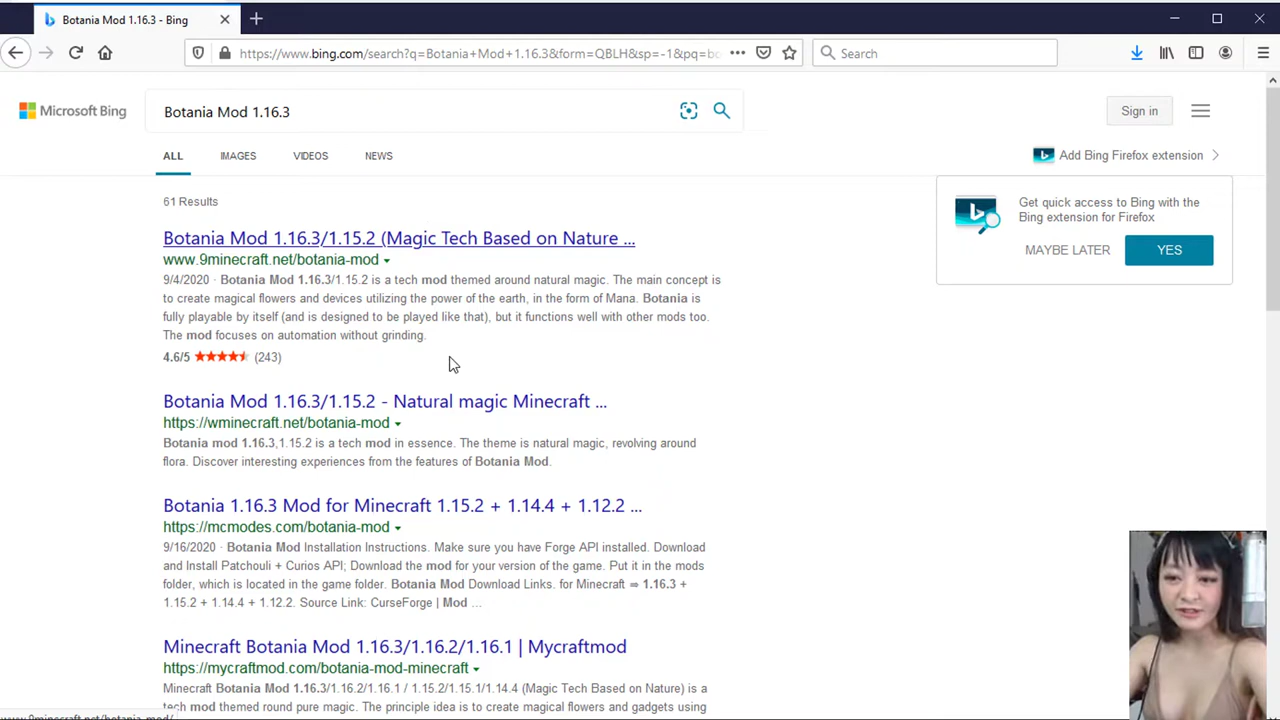 Botania Mod 1.16.3 - Bing
https://www.bing.com/search?q=Botania+Mod+1.16.3&form=QBLH&sp=-1&pq=bo
Search
Microsoft Bing
Botania Mod 1.16.3
Sign in
ALL
IMAGES
VIDEOS
NEWS
Add Bing Firefox extension
61 Results
Get quick access to Bing with the
Bing extension for Firefox
MAYBE LATER
YES
Botania Mod 1.16.3/1.15.2 (Magic Tech Based on Nature ...
www.9minecraft.net/botania-mod
9/4/2020 · Botania Mod 1.16.3/1.15.2 is a tech mod themed around natural magic. The main concept is
to create magical flowers and devices utilizing the power of the earth, in the form of Mana. Botania is
fully playable by itself (and is designed to be played like that), but it functions well with other mods too.
The mod focuses on automation without grinding.
4.6/5 (243)
Botania Mod 1.16.3/1.15.2 - Natural magic Minecraft ...
https://wminecraft.net/botania-mod
Botania mod 1.16.3,1.15.2 is a tech mod in essence. The theme is natural magic, revolving around
flora. Discover interesting experiences from the features of Botania Mod.
Botania 1.16.3 Mod for Minecraft 1.15.2 + 1.14.4 + 1.12.2 ...
https://mcmodes.com/botania-mod
9/16/2020 · Botania Mod Installation Instructions. Make sure you have Forge API installed. Download
and Install Patchouli + Curios API; Download the mod for your version of the game. Put it in the mods
folder, which is located in the game folder. Botania Mod Download Links. for Minecraft ⇒ 1.16.3 +
1.15.2 + 1.14.4 + 1.12.2. Source Link: CurseForge | Mod ...
Minecraft Botania Mod 1.16.3/1.16.2/1.16.1 | Mycraftmod
https://mycraftmod.com/botania-mod-minecraft
Minecraft Botania Mod 1.16.3/1.16.2/1.16.1 / 1.15.2/1.15.1/1.14.4 (Magic Tech Based on Nature) is a
tech mod themed round pure magic. The principle idea is to create magical flowers and gadgets using
www.9minecraft.net/botania-mod/